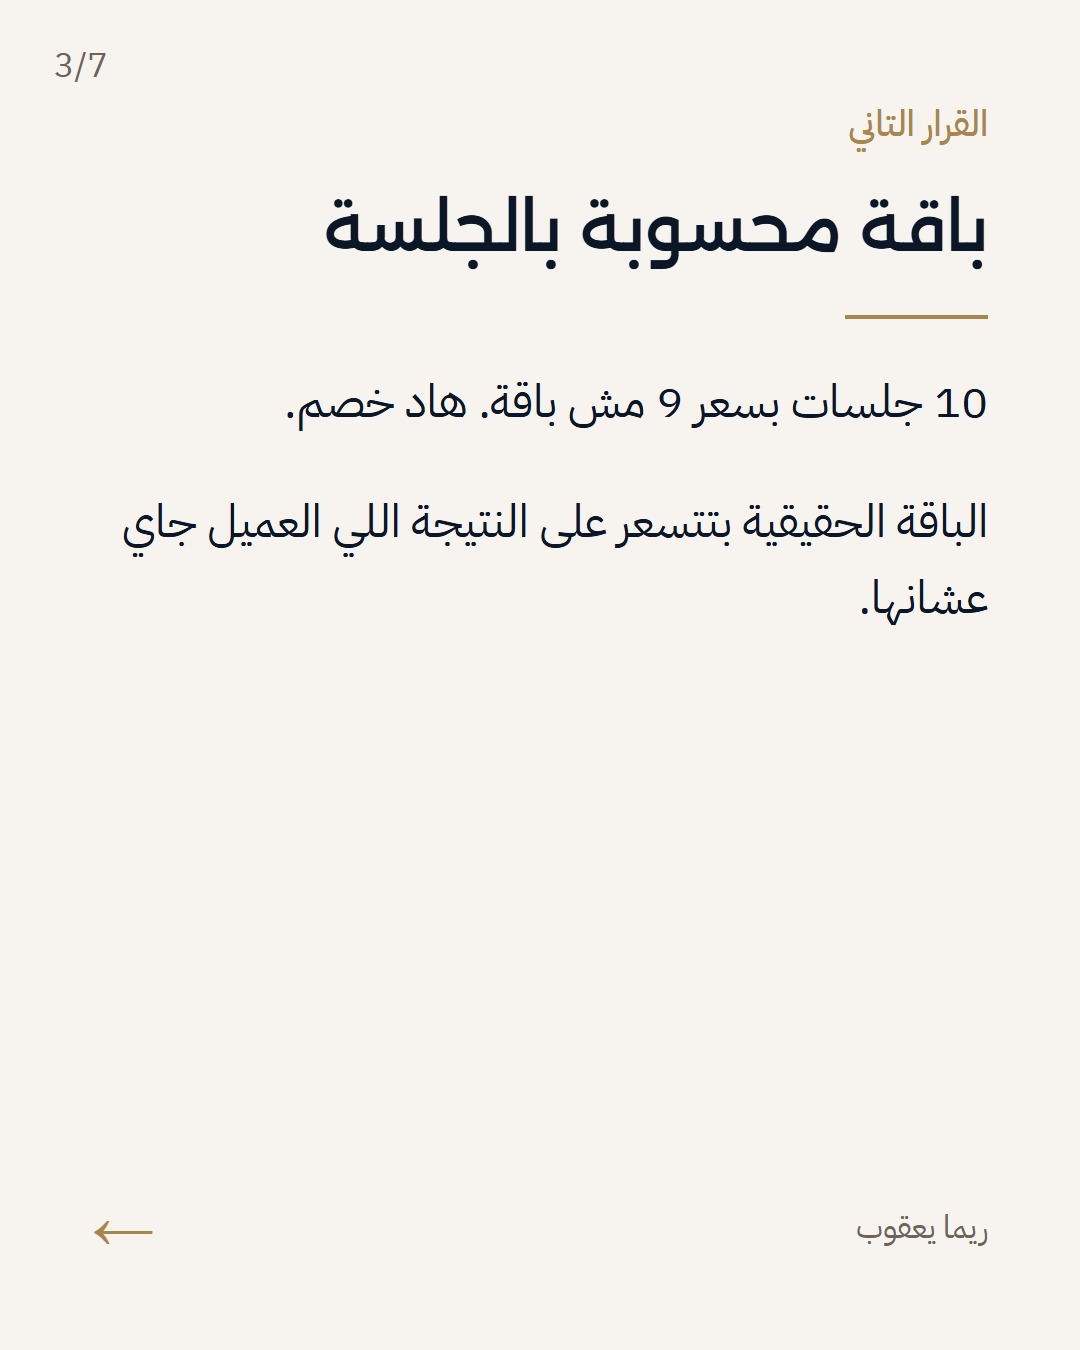 3/7
القرار التاني
باقة محسوبة بالجلسة
10 جلسات بسعر 9 مش باقة. هاد خصم.
الباقة الحقيقية بتتسعر على النتيجة اللي العميل جاي
عشانها.
ريما يعقوب
←